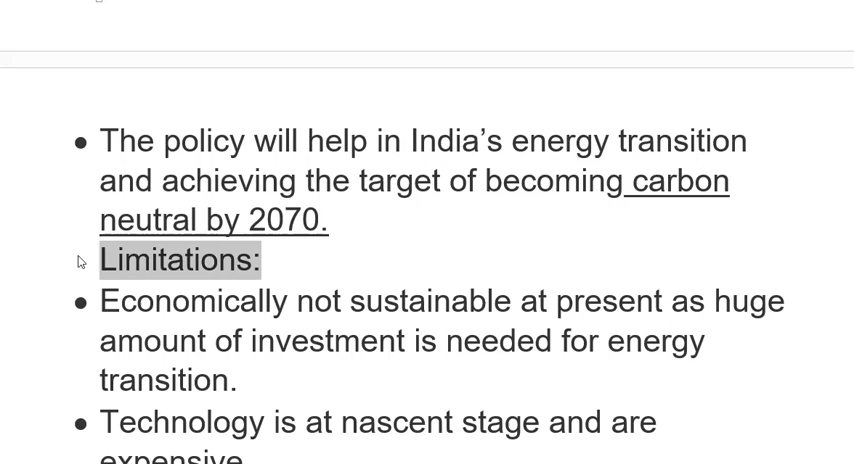 ● The policy will help in India’s energy transition
and achieving the target of becoming carbon
neutral by 2070.
Limitations:
● Economically not sustainable at present as huge
amount of investment is needed for energy
transition.
● Technology is at nascent stage and are
expensive